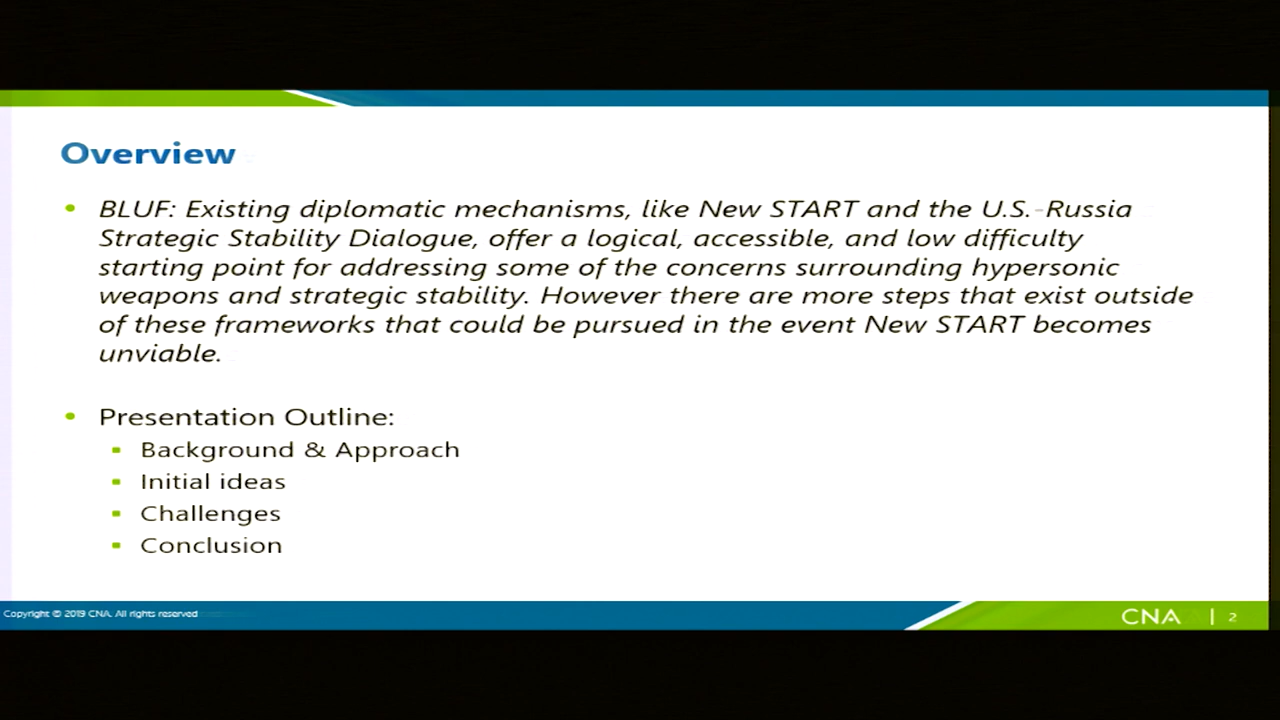 Overview
• BLUF: Existing diplomatic mechanisms, like New START and the U.S.-Russia
Strategic Stability Dialogue, offer a logical, accessible, and low difficulty
starting point for addressing some of the concerns surrounding hypersonic
weapons and strategic stability. However there are more steps that exist outside
of these frameworks that could be pursued in the event New START becomes
unviable.
• Presentation Outline:
▪ Background & Approach
▪ Initial ideas
▪ Challenges
▪ Conclusion
Copyright © 2019 CNA. All rights reserved
CNA | 2